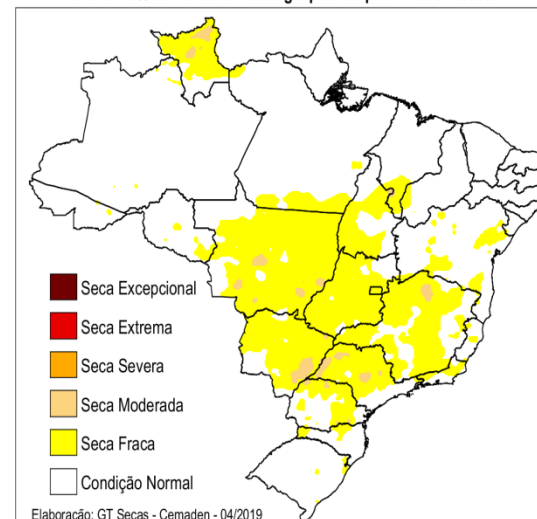 Seca Excepcional
Seca Extrema
Seca Severa
Seca Moderada
Seca Fraca
Condição Normal
Elaboração: GT Secas - Cemaden - 04/2019